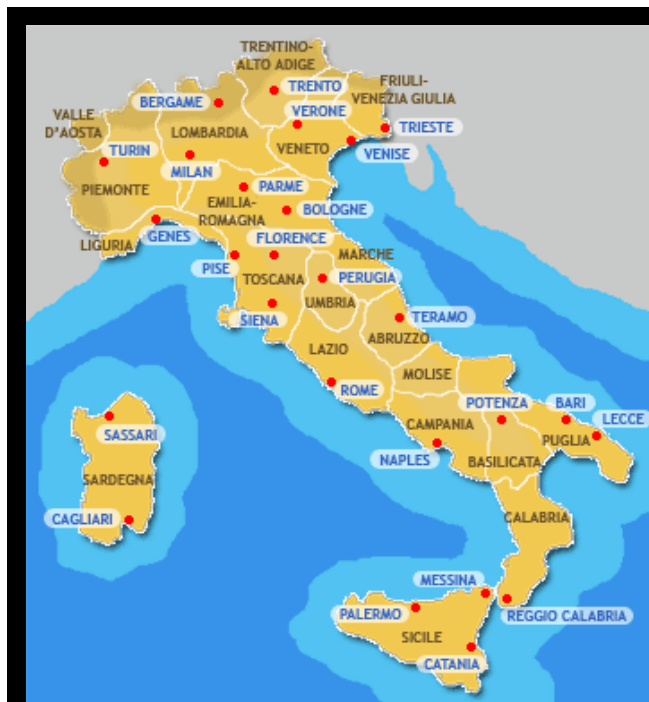 TRENTINO-
ALTO ADIGE
FRIULI-
VENEZIA GIULIA
TRENTO
BERGAME
VERONE
VALLE
D'AOSTA
LOMBARDIA
TRIESTE
TURIN
VENETO
VENISE
MILAN
PIEMONTE
PARME
EMILIA-
ROMAGNA
BOLOGNE
GENES
LIGURIA
FLORENCE
MARCHE
PISE
TOSCANA
PERUGIA
UMBRIA
SIENA
TERAMO
ABRUZZO
LAZIO
MOLISE
ROME
POTENZA
BARI
LECCE
CAMPANIA
PUGLIA
SASSARI
NAPLES
BASILICATA
SARDEGNA
CAGLIARI
CALABRIA
MESSINA
PALERMO
REGGIO CALABRIA
SICILE
CATANIA